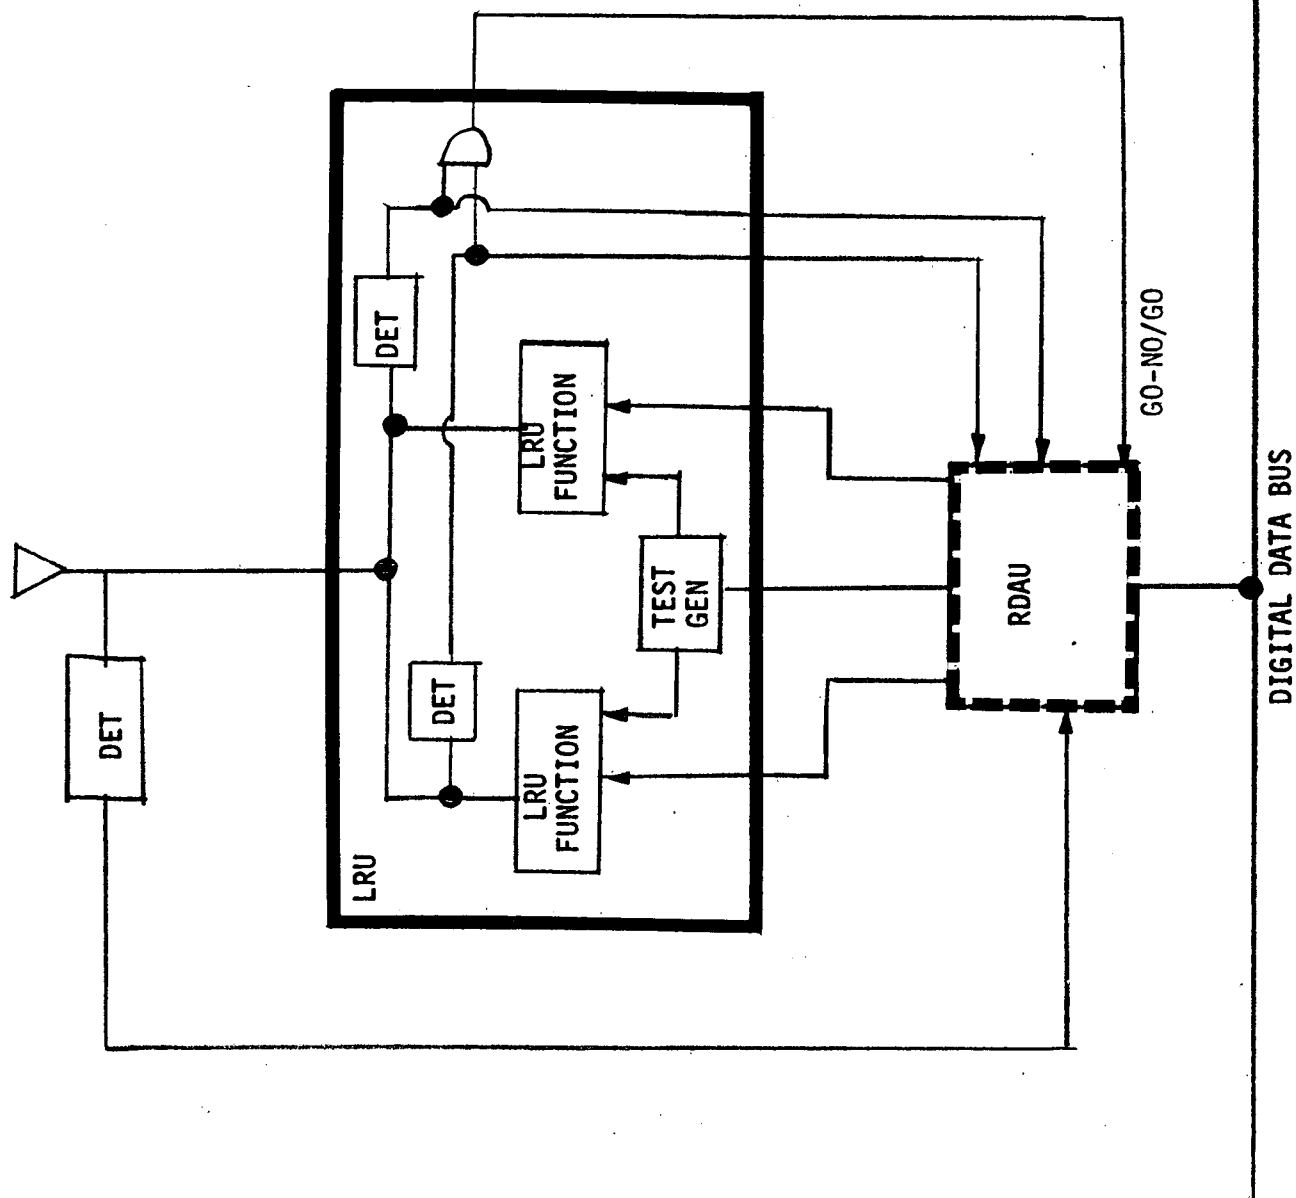 DET
LRU
DET
DET
LRU
FUNCTION
LRU
FUNCTION
TEST
GEN
RDAU
GO-NO/GO
DIGITAL DATA BUS